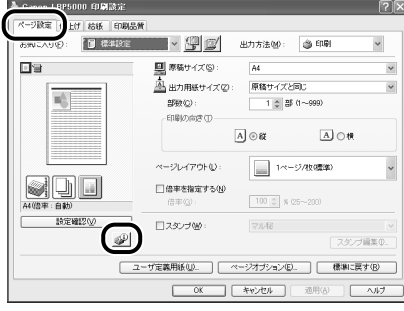 Canon LBP5000 印刷設定
ページ設定 仕上げ 給紙 印刷品質
お気に入り(F): 標準設定 出力方法(M): 印刷
原稿サイズ(S): A4
出力用紙サイズ(Z): 原稿サイズと同じ
部数(C): 1 部 (1～999)
印刷の向き(T)
A 縦 A 横
ページレイアウト(L): 1ページ/枚(標準)
倍率を指定する(N)
倍率(Q): 100 % (25～200)
A4(倍率:自動)
設定確認(V)
スタンプ(W): マル秘
スタンプ編集(I)...
ユーザ定義用紙(U)... ページオプション(E)... 標準に戻す(R)
OK キャンセル 適用(A) ヘルプ